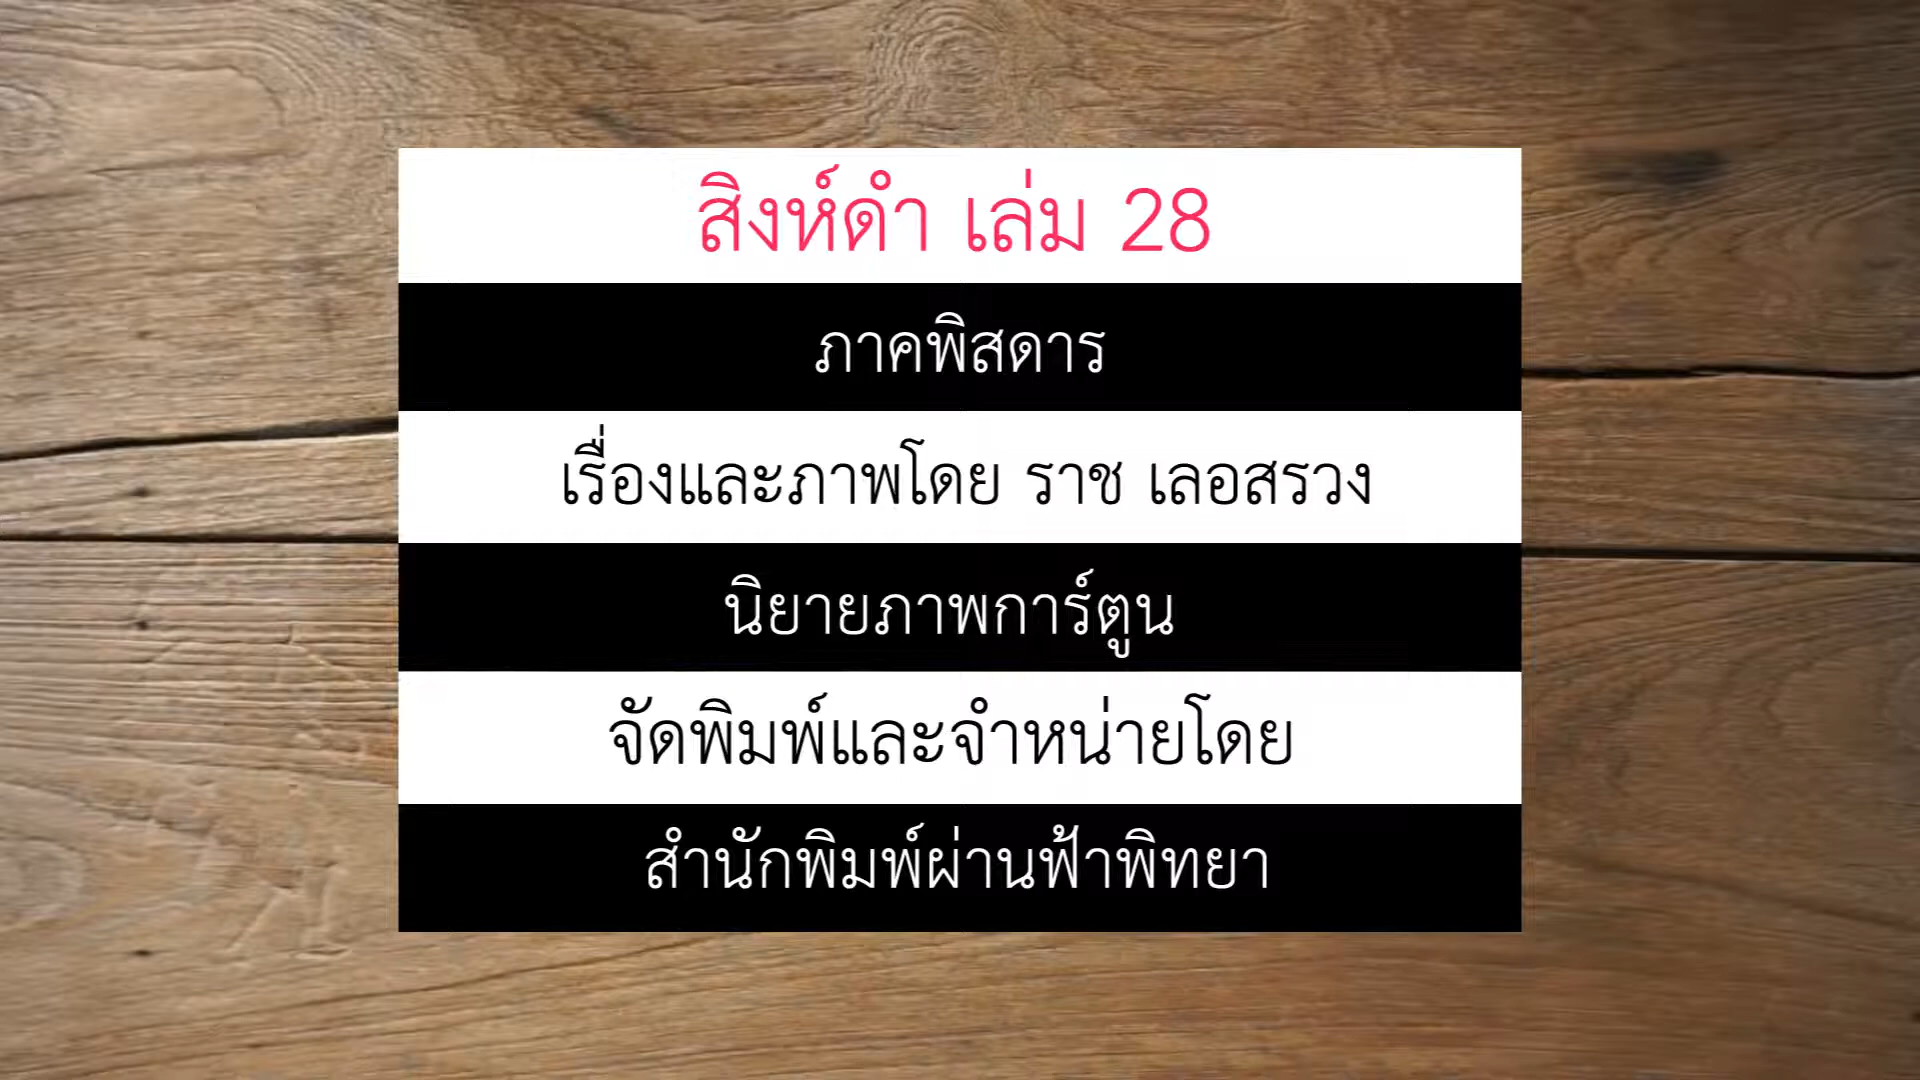 สิงห์ดำ เล่ม 28
ภาคพิสดาร
เรื่องและภาพโดย ราช เลอสรวง
นิยายภาพการ์ตูน
จัดพิมพ์และจำหน่ายโดย
สำนักพิมพ์ผ่านฟ้าพิทยา